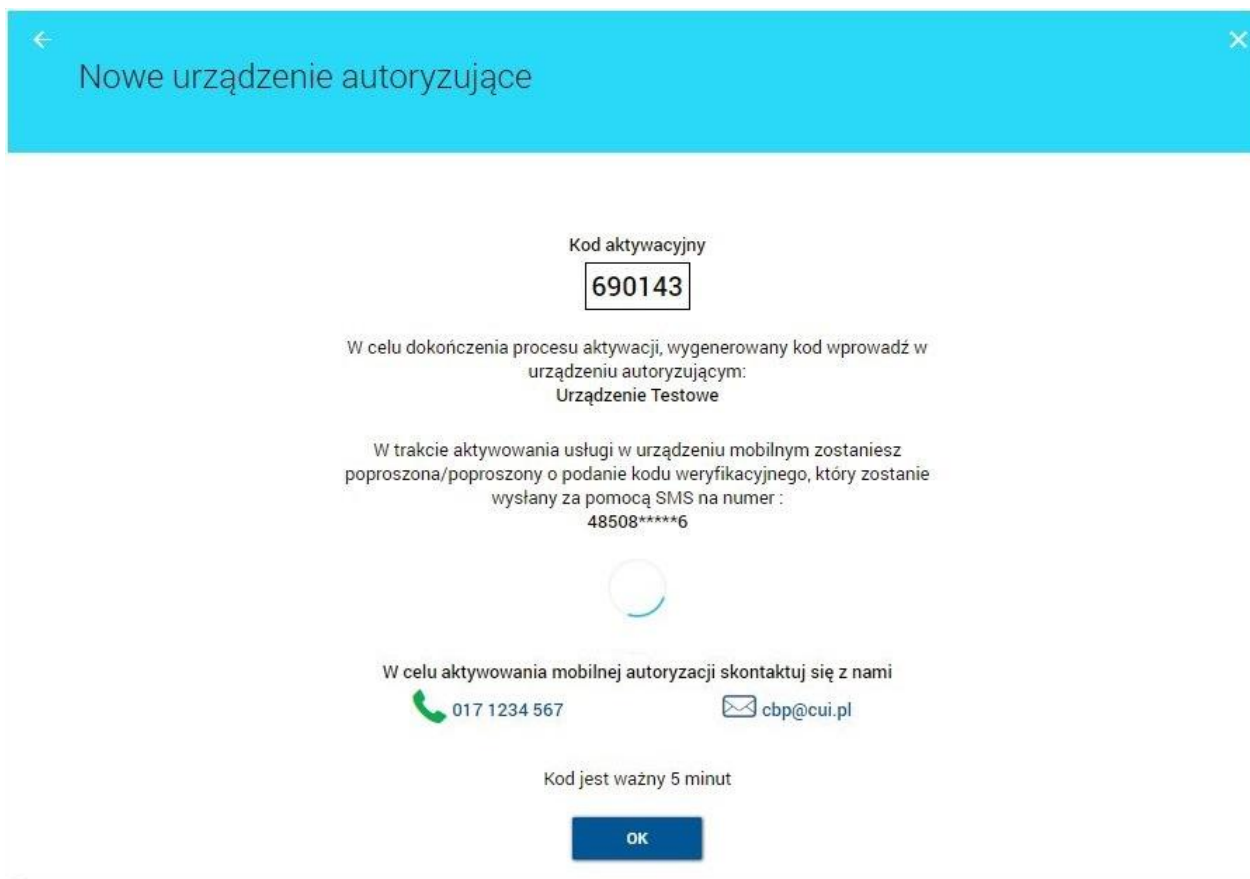 Nowe urządzenie autoryzujące
Kod aktywacyjny
690143
W celu dokończenia procesu aktywacji, wygenerowany kod wprowadź w
urządzeniu autoryzującym:
Urządzenie Testowe
W trakcie aktywowania usługi w urządzeniu mobilnym zostaniesz
poproszona/poproszony o podanie kodu weryfikacyjnego, który zostanie
wysłany za pomocą SMS na numer :
48508*****6
W celu aktywowania mobilnej autoryzacji skontaktuj się z nami
017 1234 567 cbp@cui.pl
Kod jest ważny 5 minut
OK